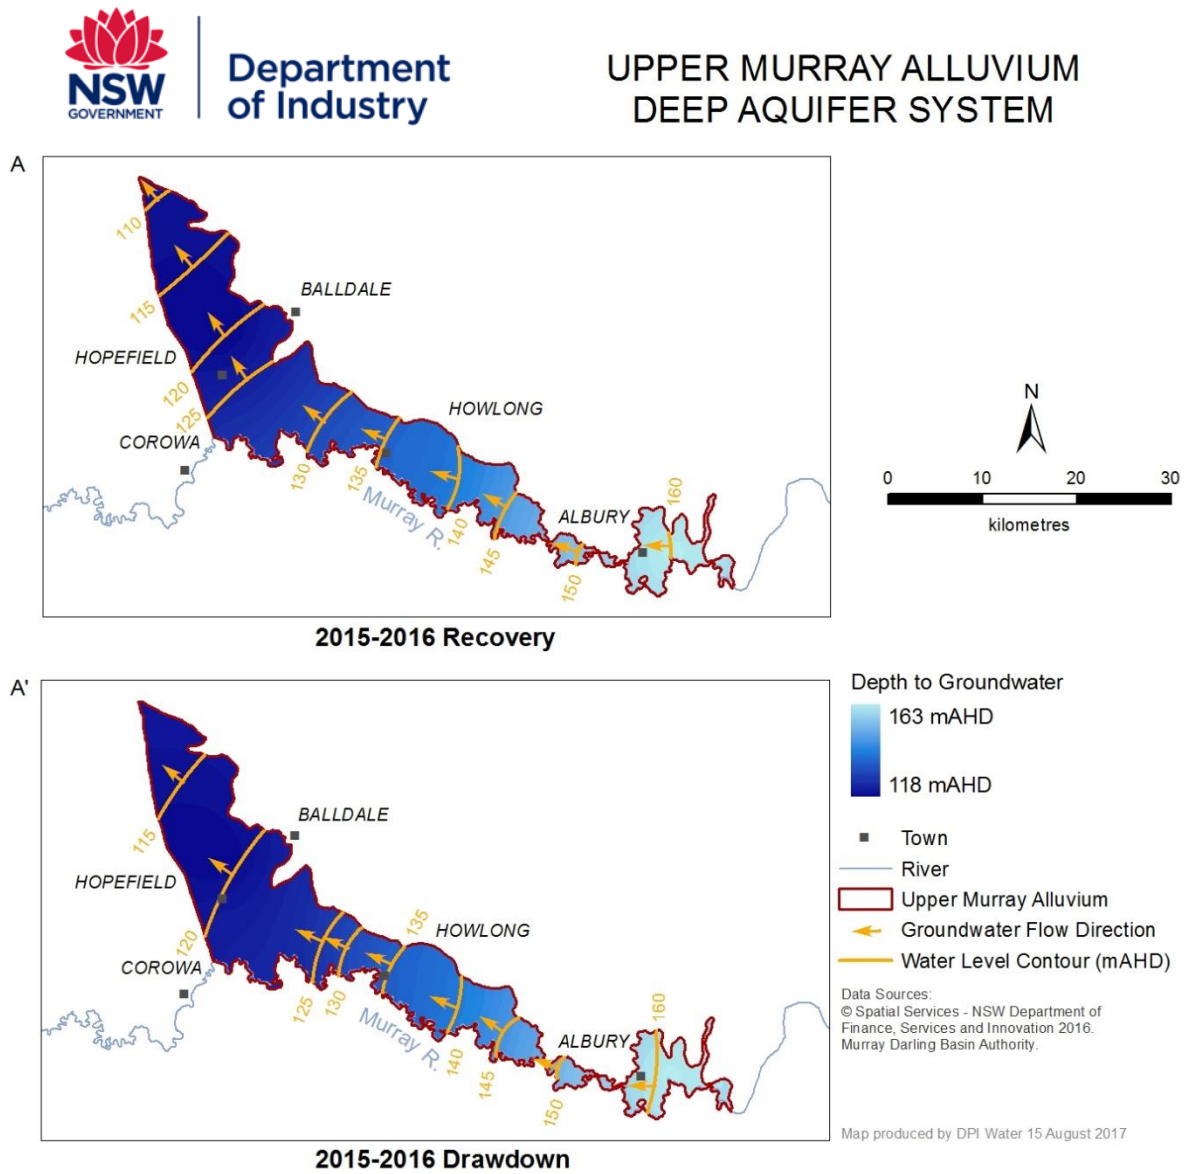 NSW
GOVERNMENT
Department
of Industry
UPPER MURRAY ALLUVIUM
DEEP AQUIFER SYSTEM
A
110
115
BALLDALE
HOPEFIELD
120
125
COROWA
HOWLONG
130
135
Murray R.
140
145
ALBURY
150
160
N
0 10 20 30
kilometres
2015-2016 Recovery
A'
115
BALLDALE
HOPEFIELD
120
COROWA
135
HOWLONG
125
130
Murray R.
140
145
ALBURY
150
160
2015-2016 Drawdown
Depth to Groundwater
163 mAHD
118 mAHD
Town
River
Upper Murray Alluvium
Groundwater Flow Direction
Water Level Contour (mAHD)
Data Sources:
© Spatial Services - NSW Department of
Finance, Services and Innovation 2016.
Murray Darling Basin Authority.
Map produced by DPI Water 15 August 2017